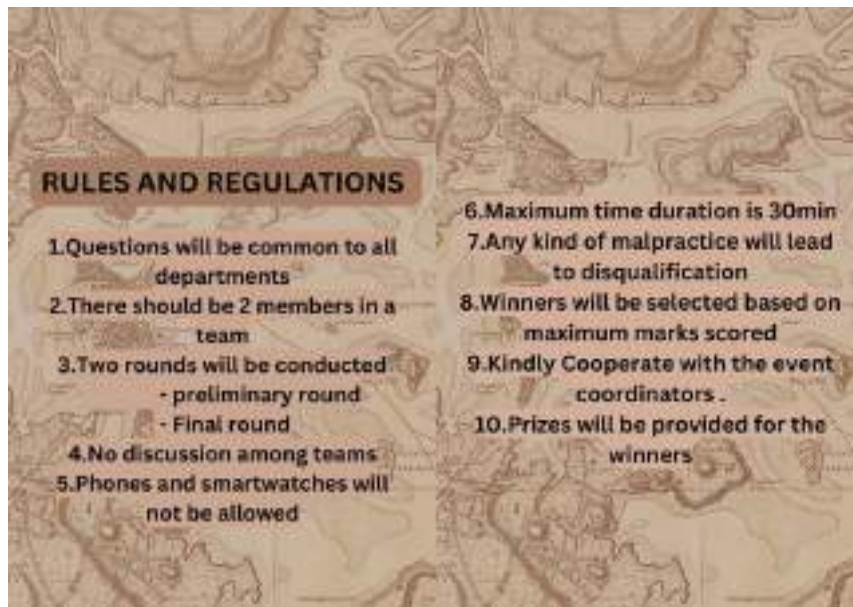 RULES AND REGULATIONS
1.Questions will be common to all
departments
2.There should be 2 members in a
team
3.Two rounds will be conducted
- preliminary round
- Final round
4.No discussion among teams
5.Phones and smartwatches will
not be allowed
6.Maximum time duration is 30min
7.Any kind of malpractice will lead
to disqualification
8.Winners will be selected based on
maximum marks scored
9.Kindly Cooperate with the event
coordinators .
10.Prizes will be provided for the
winners